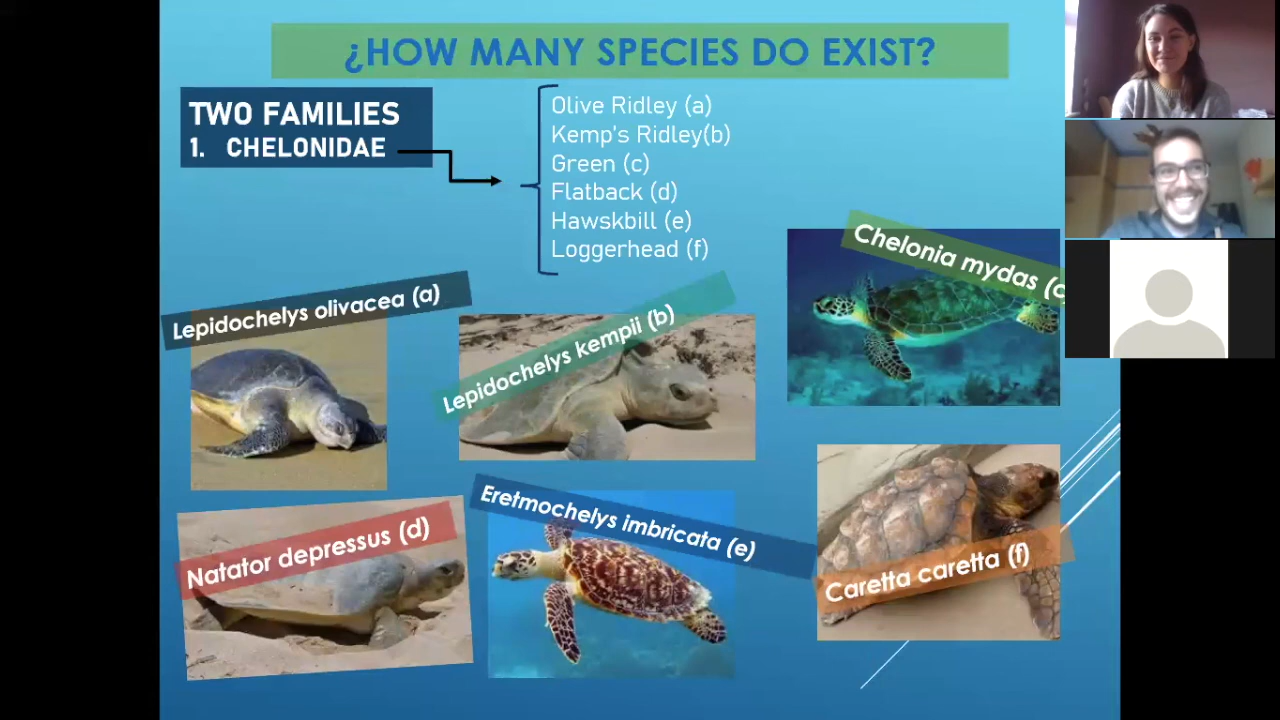 ¿HOW MANY SPECIES DO EXIST?
TWO FAMILIES
1. CHELONIDAE
Olive Ridley (a)
Kemp's Ridley(b)
Green (c)
Flatback (d)
Hawskbill (e)
Loggerhead (f)
Chelonia mydas (c
Lepidochelys olivacea (a)
Lepidochelys kempii (b)
Natator depressus (d)
Eretmochelys imbricata (e)
Caretta caretta (f)